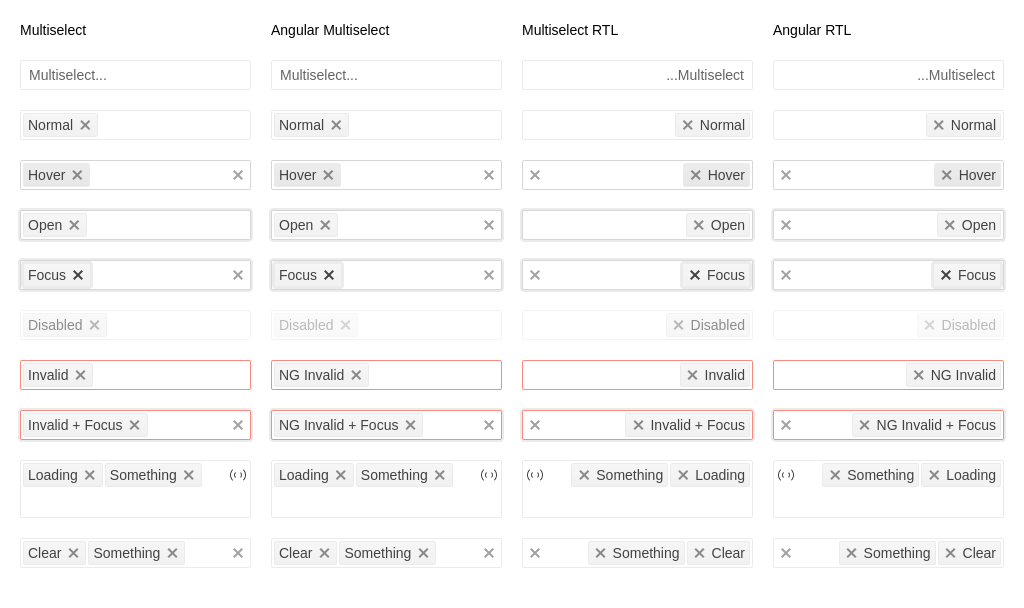 Multiselect Angular Multiselect Multiselect RTL Angular RTL
Multiselect... Multiselect... ...Multiselect ...Multiselect
Normal Normal Normal Normal
Hover Hover Hover Hover
Open Open Open Open
Focus Focus Focus Focus
Disabled Disabled Disabled Disabled
Invalid NG Invalid Invalid NG Invalid
Invalid + Focus NG Invalid + Focus Invalid + Focus NG Invalid + Focus
Loading Something Loading Something Something Loading Something Loading
Clear Something Clear Something Something Clear Something Clear